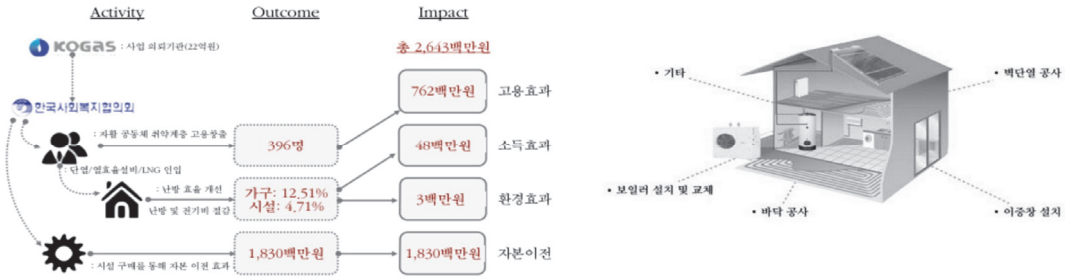 Activity
Outcome
Impact
KOGAS : 사업 의뢰기관(22억원)
총 2,643백만원
762백만원
고용효과
한국사회복지협의회
: 자활 공동체 취약계층 고용창출
396명
48백만원
소득효과
: 단열/열효율설비/LNG 인입
: 난방 효율 개선
난방 및 전기비 절감
가구: 12.51%
시설: 4.71%
3백만원
환경효과
1,830백만원
1,830백만원
자본이전
: 시설 구매를 통해 자본 이전 효과
• 기타
• 벽단열 공사
• 보일러 설치 및 교체
• 바닥 공사
• 이중창 설치